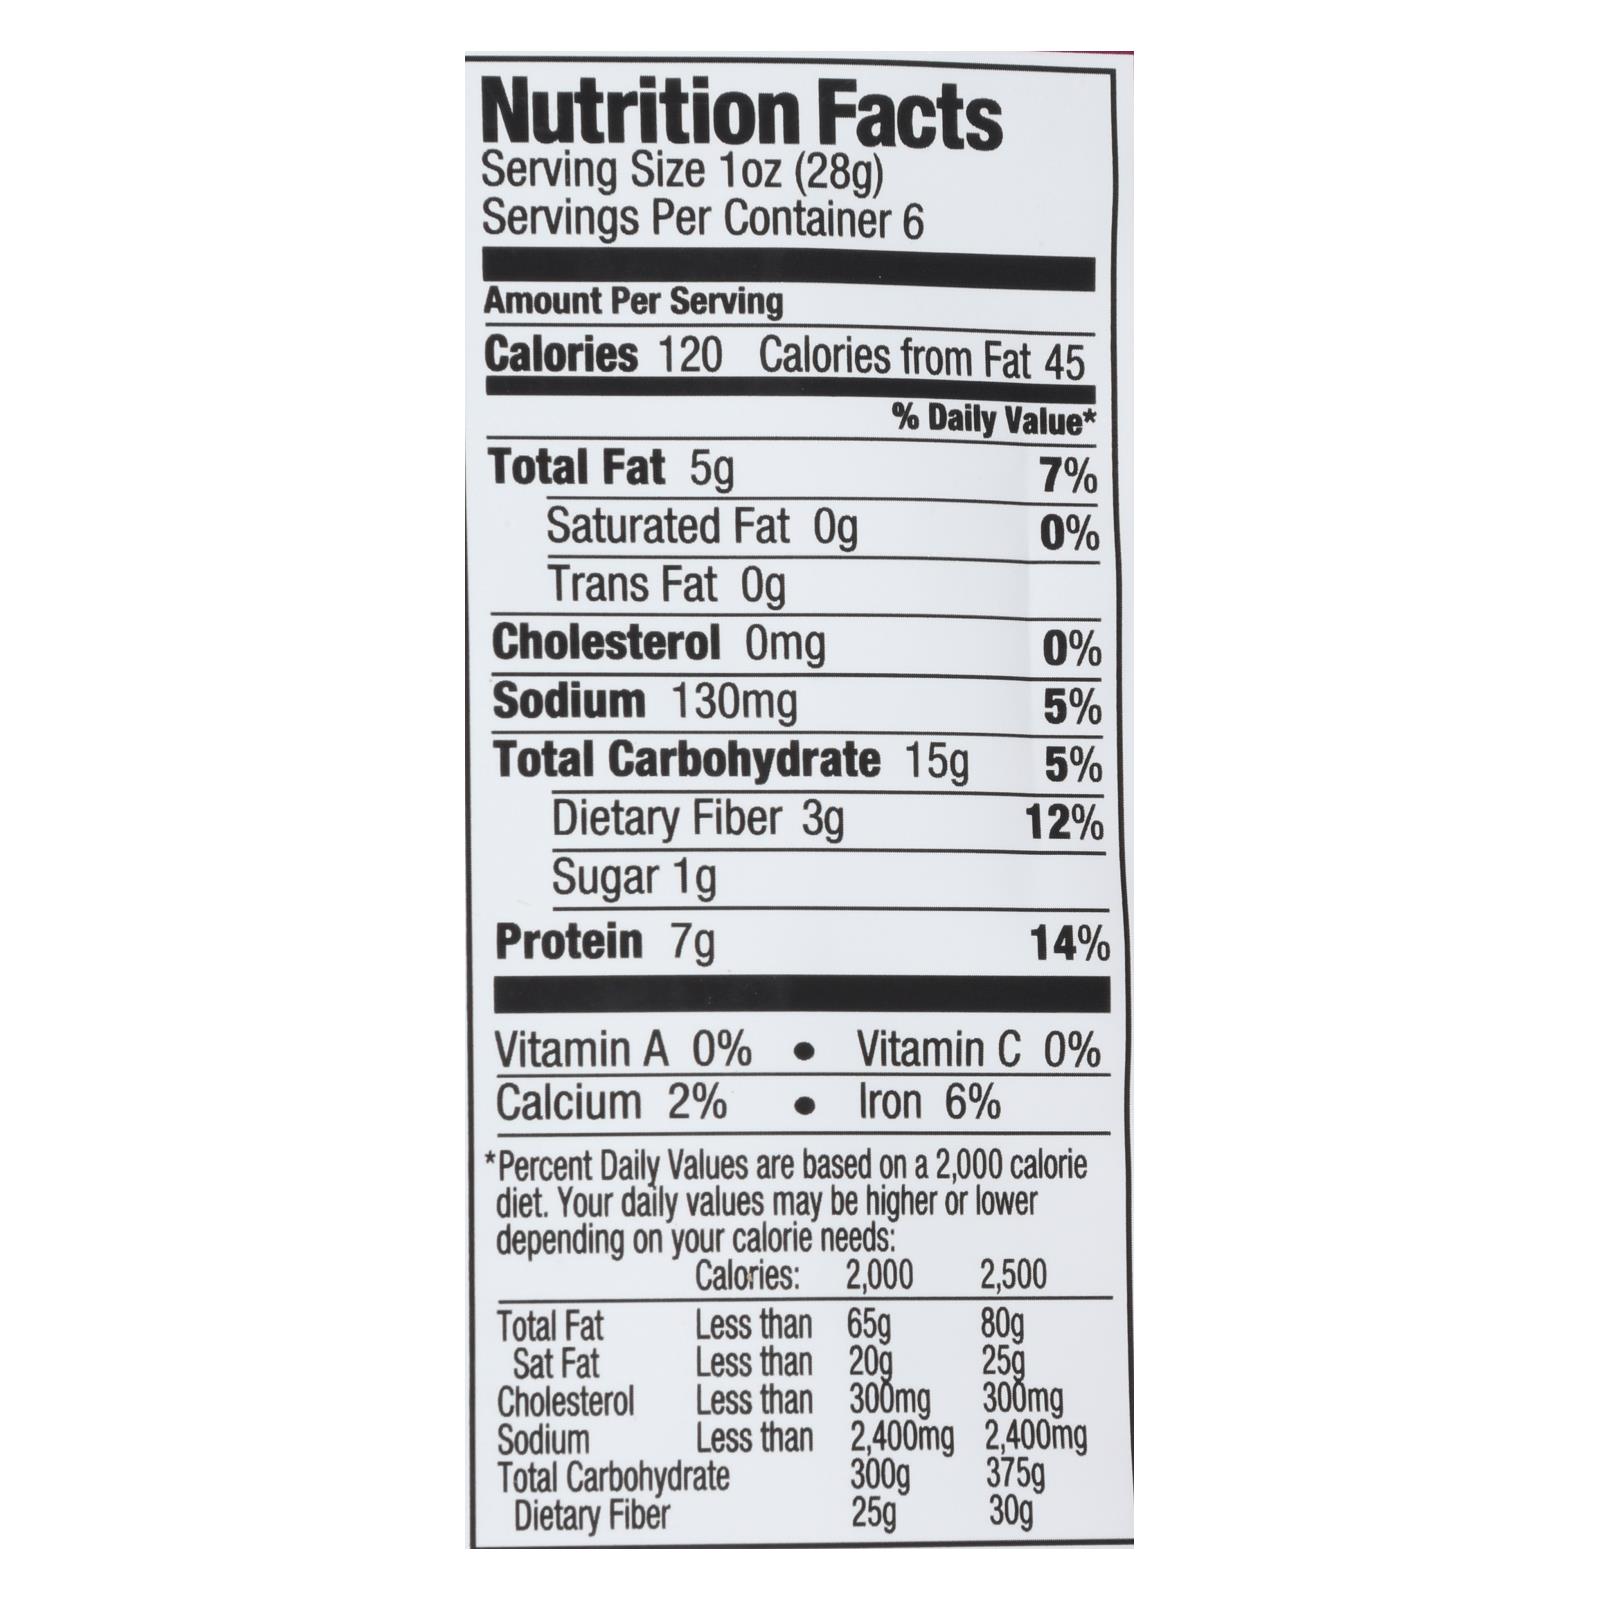 Nutrition Facts
Serving Size 1oz (28g)
Servings Per Container 6
Amount Per Serving
Calories 120 Calories from Fat 45
% Daily Value*
Total Fat 5g 7%
Saturated Fat 0g 0%
Trans Fat 0g
Cholesterol 0mg 0%
Sodium 130mg 5%
Total Carbohydrate 15g 5%
Dietary Fiber 3g 12%
Sugar 1g
Protein 7g 14%
Vitamin A 0% • Vitamin C 0%
Calcium 2% • Iron 6%
*Percent Daily Values are based on a 2,000 calorie
diet. Your daily values may be higher or lower
depending on your calorie needs:
Calories: 2,000 2,500
Total Fat Less than 65g 80g
Sat Fat Less than 20g 25g
Cholesterol Less than 300mg 300mg
Sodium Less than 2,400mg 2,400mg
Total Carbohydrate 300g 375g
Dietary Fiber 25g 30g